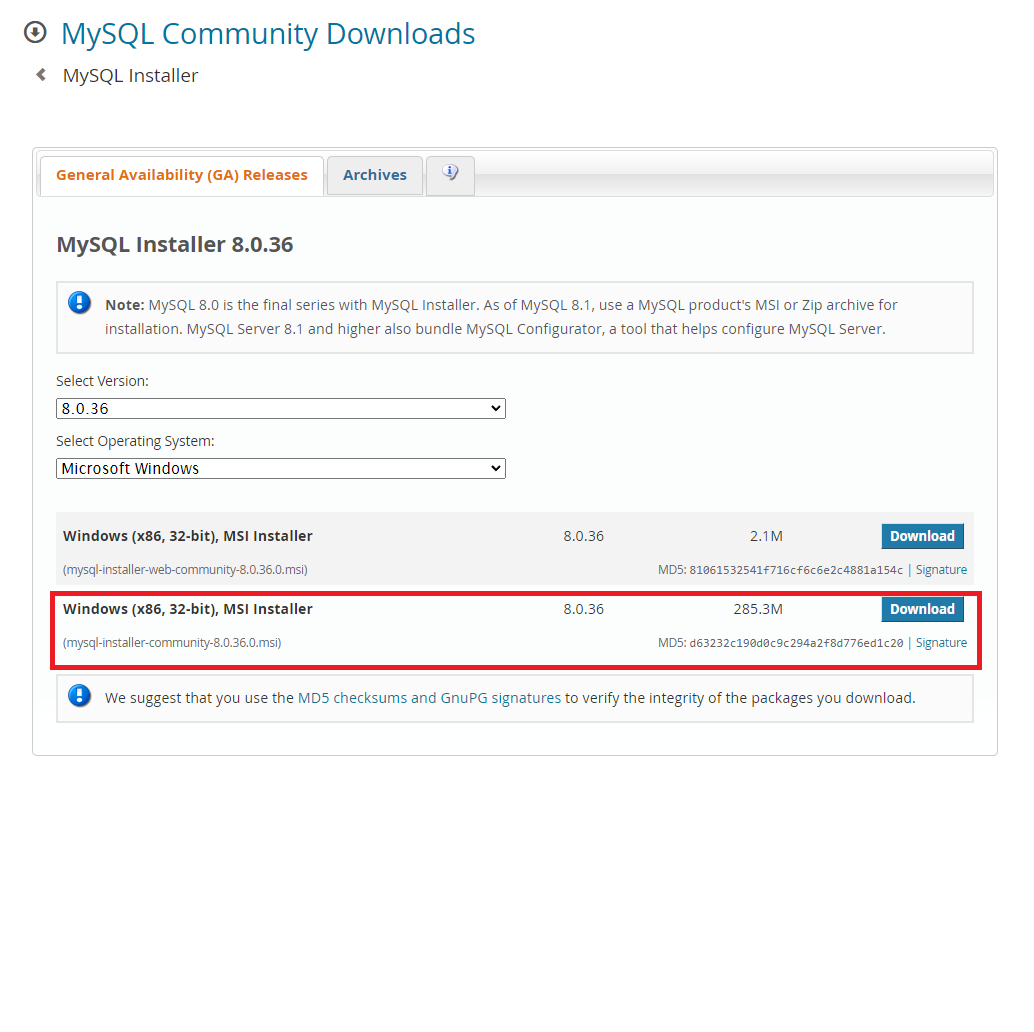 MySQL Community Downloads
MySQL Installer
General Availability (GA) Releases
Archives
MySQL Installer 8.0.36
Note: MySQL 8.0 is the final series with MySQL Installer. As of MySQL 8.1, use a MySQL product's MSI or Zip archive for
installation. MySQL Server 8.1 and higher also bundle MySQL Configurator, a tool that helps configure MySQL Server.
Select Version:
8.0.36
Select Operating System:
Microsoft Windows
Windows (x86, 32-bit), MSI Installer 8.0.36 2.1M Download
(mysql-installer-web-community-8.0.36.0.msi) MD5: 81061532541f716cf6c6e2c4881a154c | Signature
Windows (x86, 32-bit), MSI Installer 8.0.36 285.3M Download
(mysql-installer-community-8.0.36.0.msi) MD5: d63232c190d0c9c294a2f8d776ed1c20 | Signature
We suggest that you use the MD5 checksums and GnuPG signatures to verify the integrity of the packages you download.